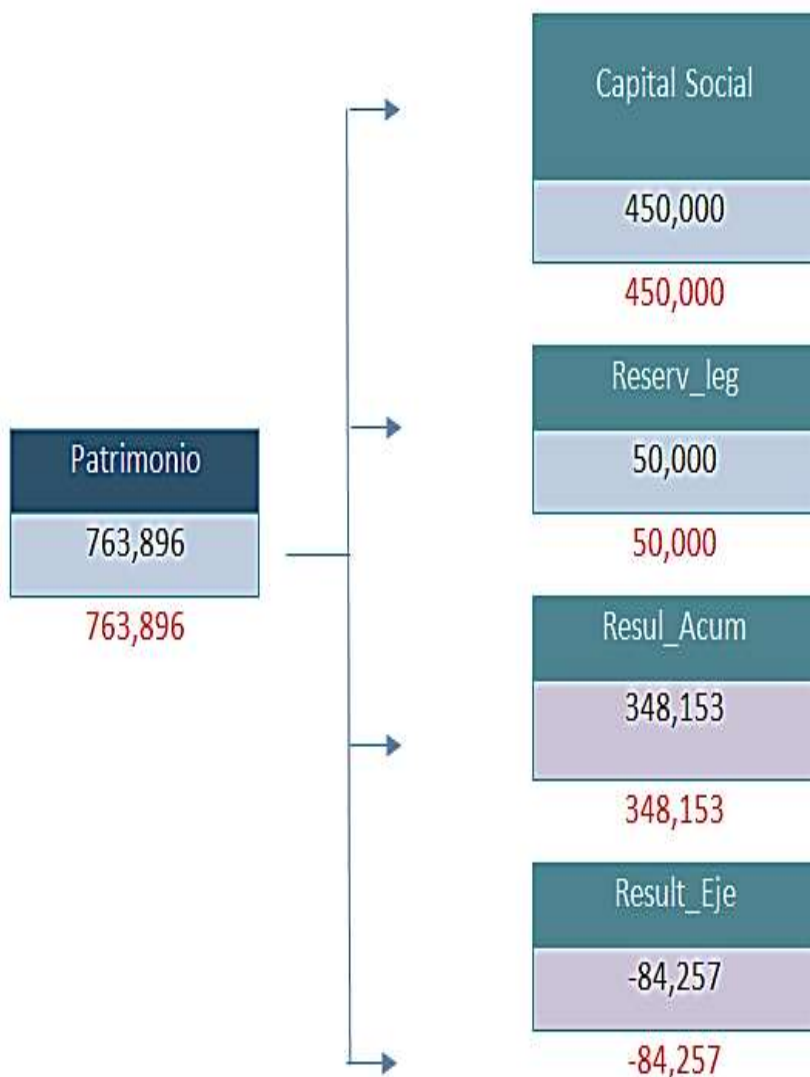 Patrimonio
763,896
763,896
Capital Social
450,000
450,000
Reserv_leg
50,000
50,000
Resul_Acum
348,153
348,153
Result_Eje
-84,257
-84,257